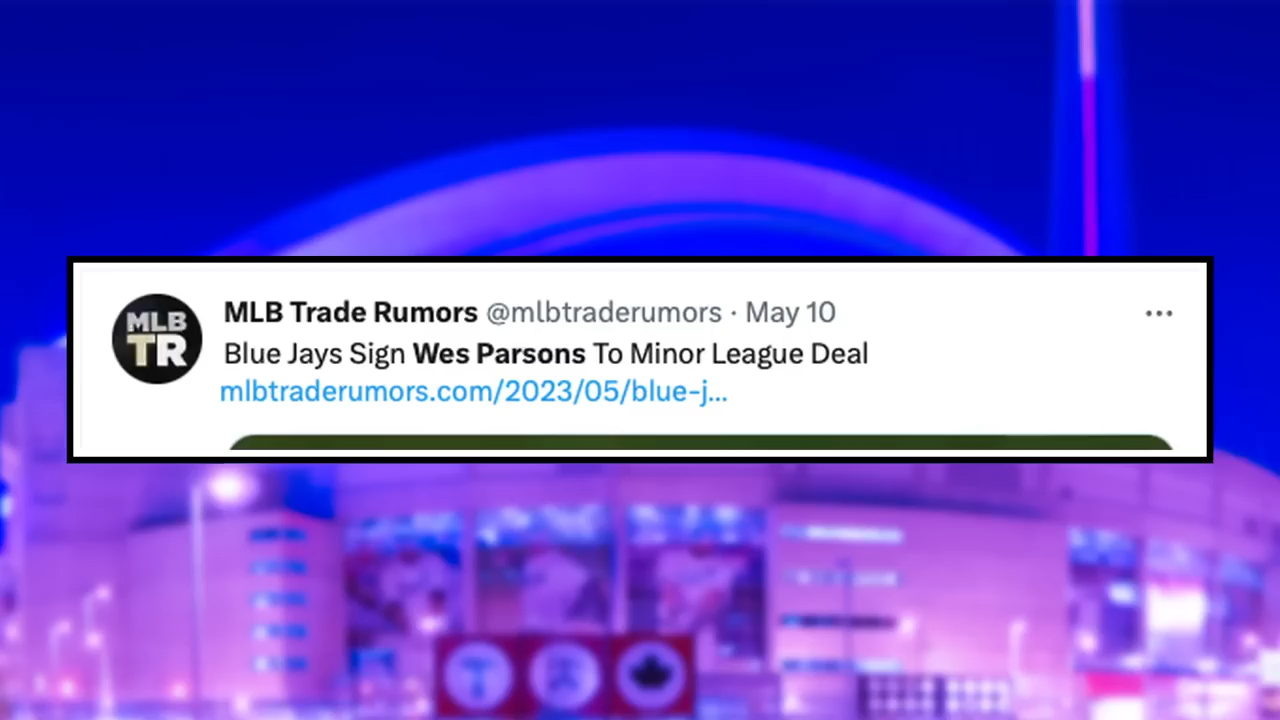 MLB
TR
MLB Trade Rumors @mlbtraderumors · May 10
Blue Jays Sign Wes Parsons To Minor League Deal
mlbtraderumors.com/2023/05/blue-j...